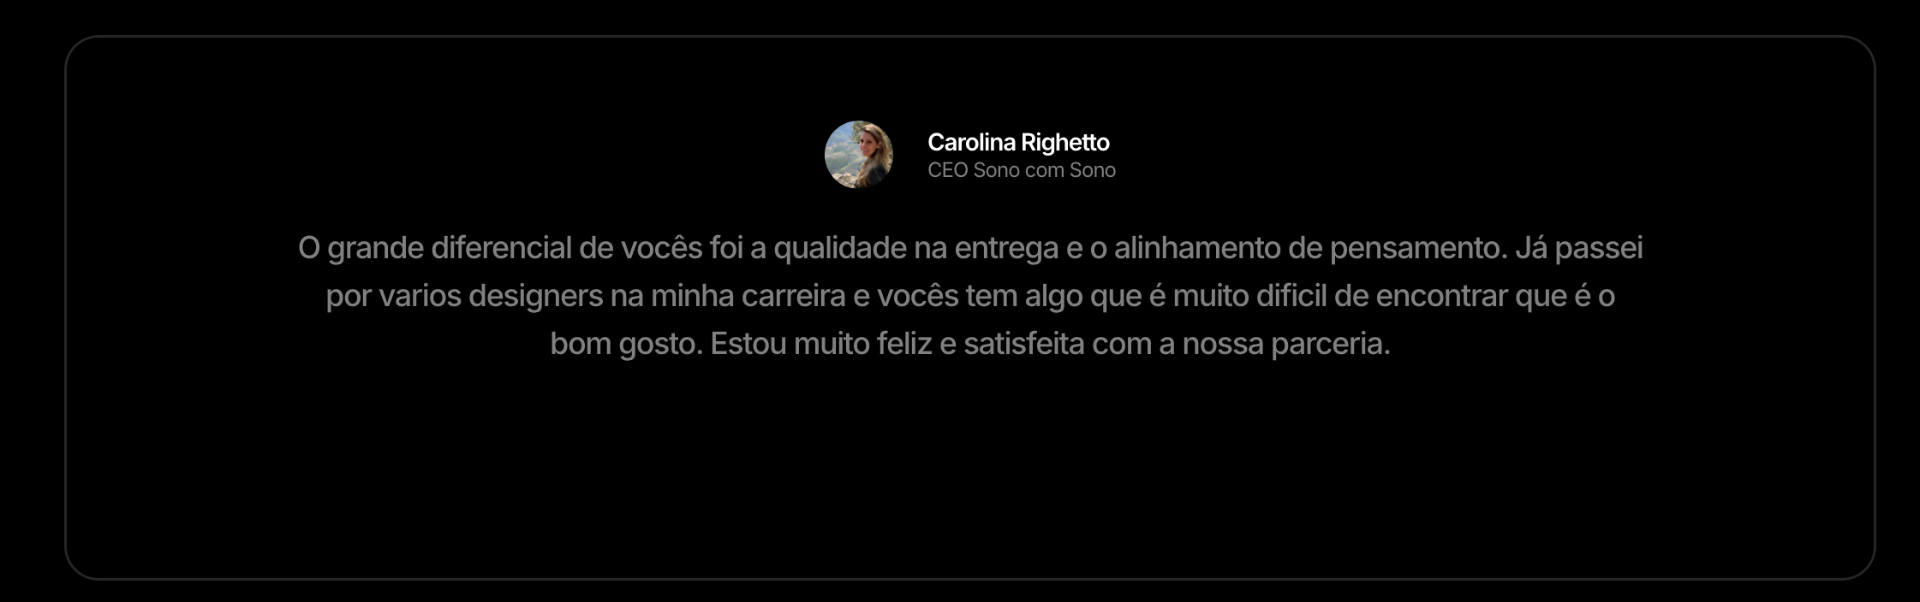 Carolina Righetto
CEO Sono com Sono
O grande diferencial de vocês foi a qualidade na entrega e o alinhamento de pensamento. Já passei
por varios designers na minha carreira e vocês tem algo que é muito dificil de encontrar que é o
bom gosto. Estou muito feliz e satisfeita com a nossa parceria.